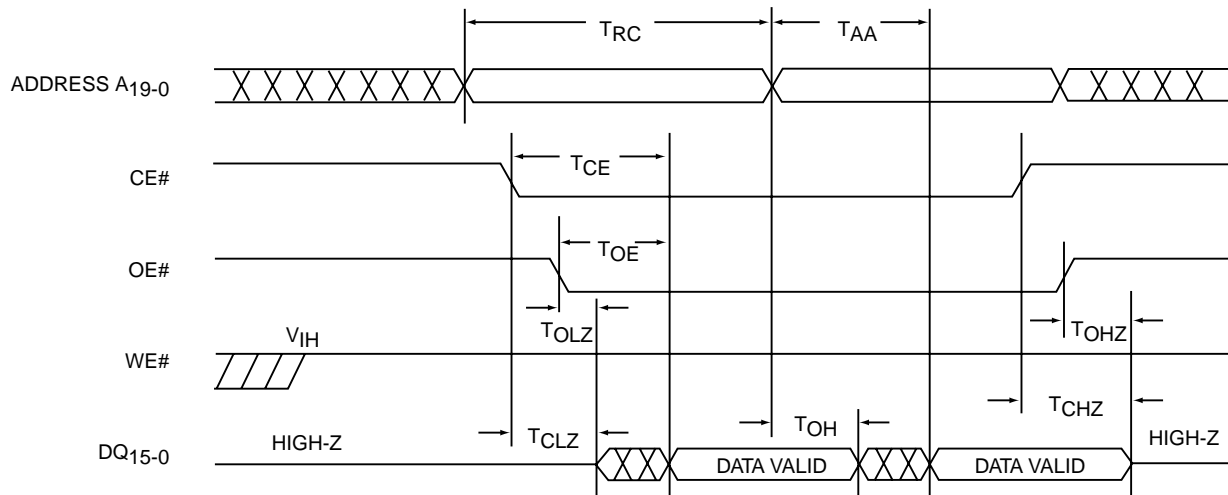 TRC TAA
ADDRESS A19-0
TCE
CE#
TOE
OE#
TOLZ TOHZ
VIH
WE#
TCLZ TOH TCHZ
HIGH-Z HIGH-Z
DQ15-0 DATA VALID DATA VALID